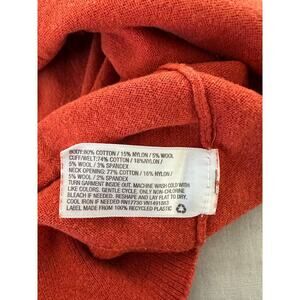 BODY: 80% COTTON / 15% NYLON / 5% WOOL
CUFF/WELT: 74% COTTON / 18% NYLON /
5% WOOL / 3% SPANDEX
NECK OPENING: 77% COTTON / 16% NYLON /
5% WOOL / 2% SPANDEX
TURN GARMENT INSIDE OUT. MACHINE WASH COLD WITH
LIKE COLORS. GENTLE CYCLE. ONLY NON-CHLORINE
BLEACH IF NEEDED. RESHAPE AND LAY FLAT TO DRY.
COOL IRON IF NEEDED RN17730 VN1491863
LABEL MADE FROM 100% RECYCLED PLASTIC